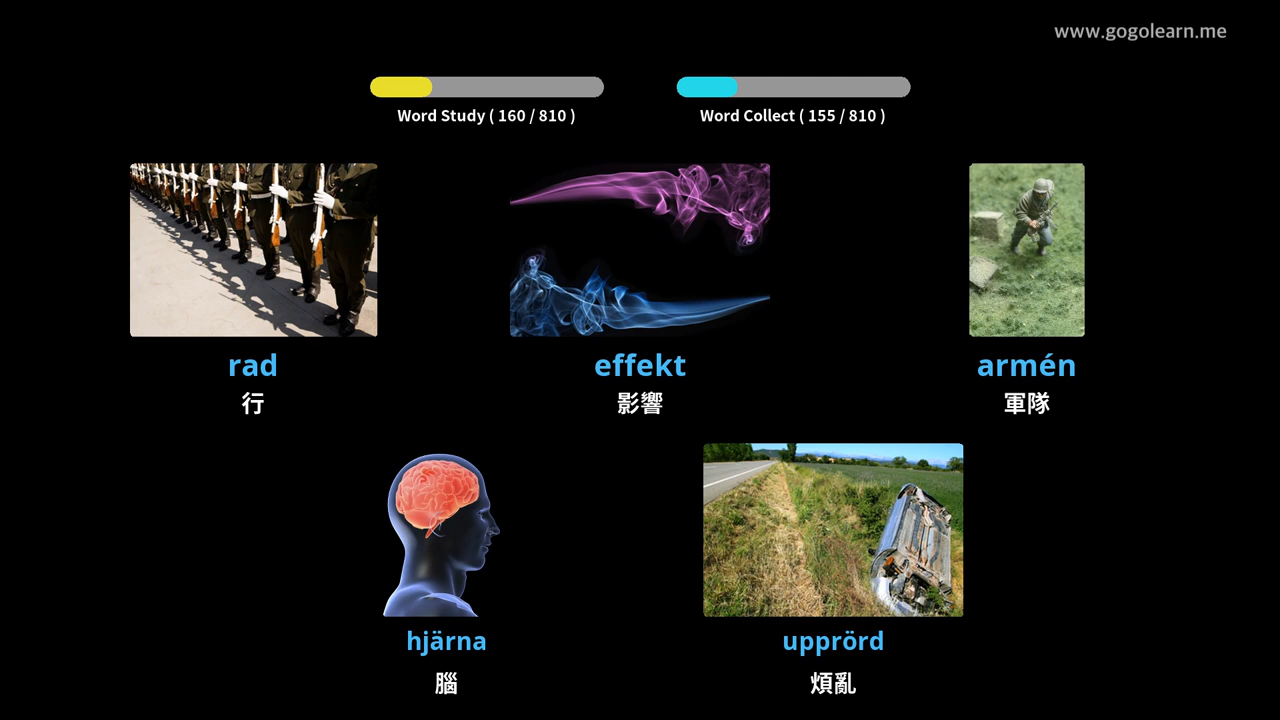 www.gogolearn.me
Word Study ( 160 / 810 )
Word Collect ( 155 / 810 )
rad
行
effekt
影響
armén
軍隊
hjärna
腦
upprörd
煩亂